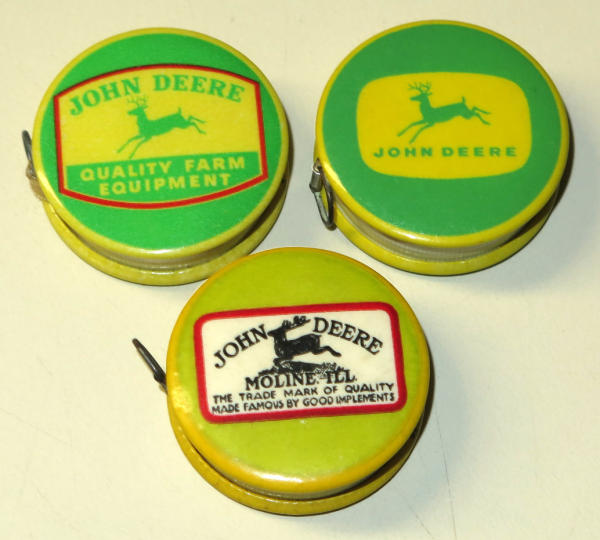 JOHN DEERE
QUALITY FARM
EQUIPMENT
JOHN DEERE
JOHN DEERE
MOLINE, ILL.
THE TRADE MARK OF QUALITY
MADE FAMOUS BY GOOD IMPLEMENTS